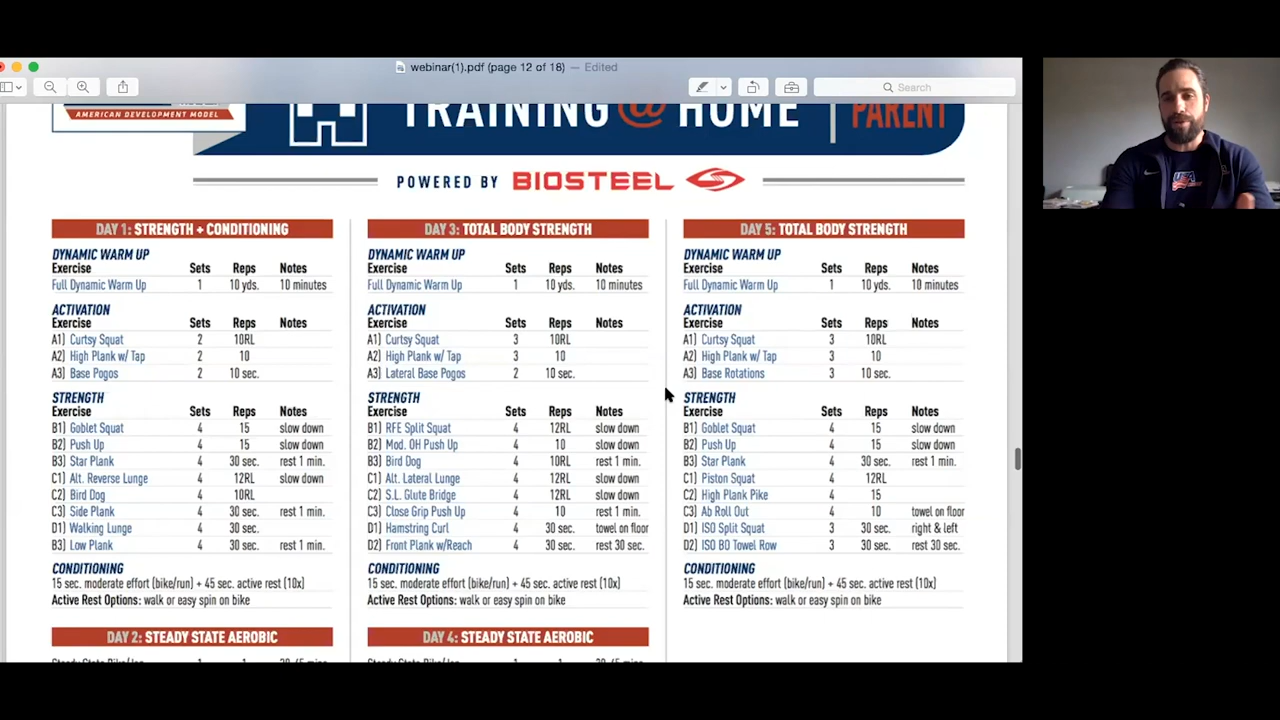 webinar(1).pdf (page 12 of 18) — Edited
Search
AMERICAN DEVELOPMENT MODEL
TRAINING @ HOME
PARENT
POWERED BY BIOSTEEL
DAY 1: STRENGTH + CONDITIONING
DYNAMIC WARM UP
Exercise Sets Reps Notes
Full Dynamic Warm Up 1 10 yds. 10 minutes
ACTIVATION
Exercise Sets Reps Notes
A1) Curtsy Squat 2 10RL
A2) High Plank w/ Tap 2 10
A3) Base Pogos 2 10 sec.
STRENGTH
Exercise Sets Reps Notes
B1) Goblet Squat 4 15 slow down
B2) Push Up 4 15 slow down
B3) Star Plank 4 30 sec. rest 1 min.
C1) Alt. Reverse Lunge 4 12RL slow down
C2) Bird Dog 4 10RL
C3) Side Plank 4 30 sec. rest 1 min.
D1) Walking Lunge 4 30 sec.
B3) Low Plank 4 30 sec. rest 1 min.
CONDITIONING
15 sec. moderate effort (bike/run) + 45 sec. active rest (10x)
Active Rest Options: walk or easy spin on bike
DAY 2: STEADY STATE AEROBIC
DAY 3: TOTAL BODY STRENGTH
DYNAMIC WARM UP
Exercise Sets Reps Notes
Full Dynamic Warm Up 1 10 yds. 10 minutes
ACTIVATION
Exercise Sets Reps Notes
A1) Curtsy Squat 3 10RL
A2) High Plank w/ Tap 3 10
A3) Lateral Base Pogos 2 10 sec.
STRENGTH
Exercise Sets Reps Notes
B1) RFE Split Squat 4 12RL slow down
B2) Mod. OH Push Up 4 10 slow down
B3) Bird Dog 4 10RL rest 1 min.
C1) Alt. Lateral Lunge 4 12RL slow down
C2) S.L. Glute Bridge 4 12RL slow down
C3) Close Grip Push Up 4 10 rest 1 min.
D1) Hamstring Curl 4 30 sec. towel on floor
D2) Front Plank w/Reach 4 30 sec. rest 30 sec.
CONDITIONING
15 sec. moderate effort (bike/run) + 45 sec. active rest (10x)
Active Rest Options: walk or easy spin on bike
DAY 4: STEADY STATE AEROBIC
DAY 5: TOTAL BODY STRENGTH
DYNAMIC WARM UP
Exercise Sets Reps Notes
Full Dynamic Warm Up 1 10 yds. 10 minutes
ACTIVATION
Exercise Sets Reps Notes
A1) Curtsy Squat 3 10RL
A2) High Plank w/ Tap 3 10
A3) Base Rotations 3 10 sec.
STRENGTH
Exercise Sets Reps Notes
B1) Goblet Squat 4 15 slow down
B2) Push Up 4 15 slow down
B3) Star Plank 4 30 sec. rest 1 min.
C1) Piston Squat 4 12RL
C2) High Plank Pike 4 15
C3) Ab Roll Out 4 10 towel on floor
D1) ISO Split Squat 3 30 sec. right & left
D2) ISO BO Towel Row 3 30 sec. rest 30 sec.
CONDITIONING
15 sec. moderate effort (bike/run) + 45 sec. active rest (10x)
Active Rest Options: walk or easy spin on bike